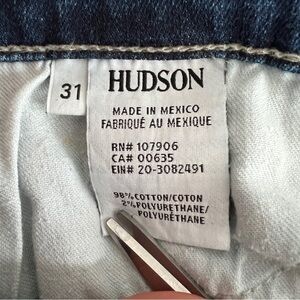 31
HUDSON
MADE IN MEXICO
FABRIQUÉ AU MEXIQUE
RN# 107906
CA# 00635
EIN# 20-3082491
98% COTTON/COTON
2% POLYURETHANE/
POLYURÉTHANE